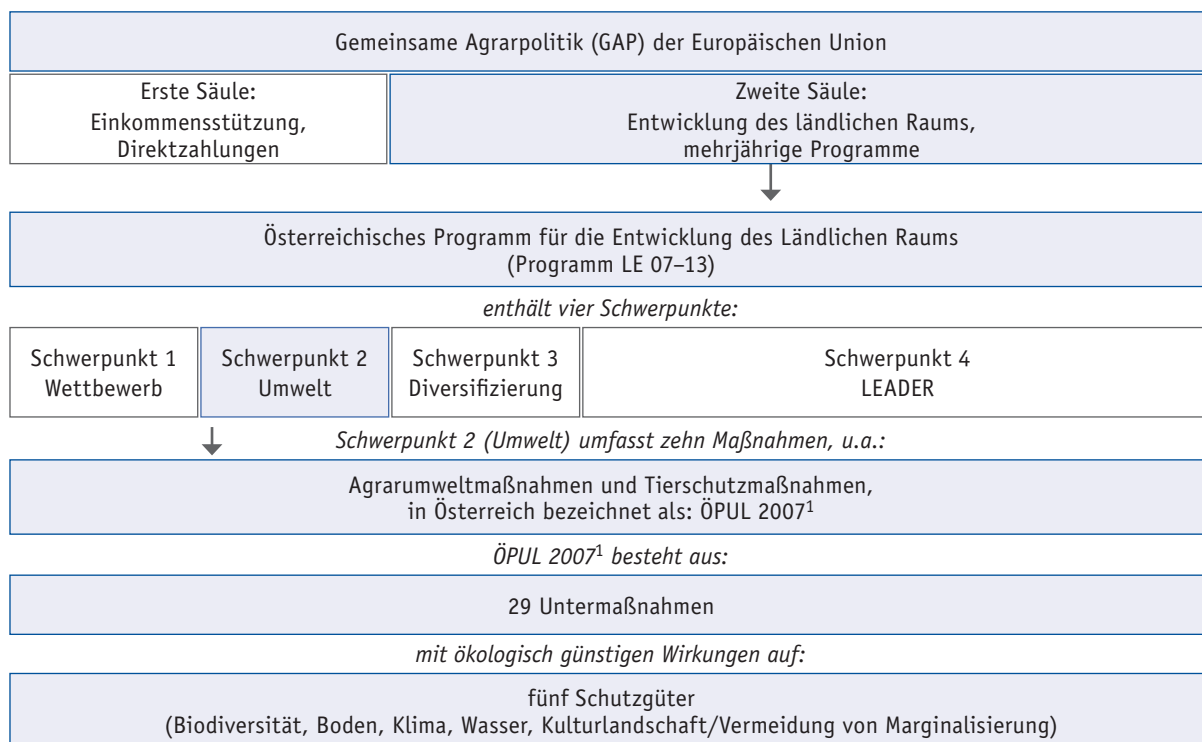 Gemeinsame Agrarpolitik (GAP) der Europäischen Union
Erste Säule:
Einkommensstützung,
Direktzahlungen
Zweite Säule:
Entwicklung des ländlichen Raums,
mehrjährige Programme
Österreichisches Programm für die Entwicklung des Ländlichen Raums
(Programm LE 07–13)
enthält vier Schwerpunkte:
Schwerpunkt 1
Wettbewerb
Schwerpunkt 2
Umwelt
Schwerpunkt 3
Diversifizierung
Schwerpunkt 4
LEADER
Schwerpunkt 2 (Umwelt) umfasst zehn Maßnahmen, u.a.:
Agrarumweltmaßnahmen und Tierschutzmaßnahmen,
in Österreich bezeichnet als: ÖPUL 2007¹
ÖPUL 2007¹ besteht aus:
29 Untermaßnahmen
mit ökologisch günstigen Wirkungen auf:
fünf Schutzgüter
(Biodiversität, Boden, Klima, Wasser, Kulturlandschaft/Vermeidung von Marginalisierung)